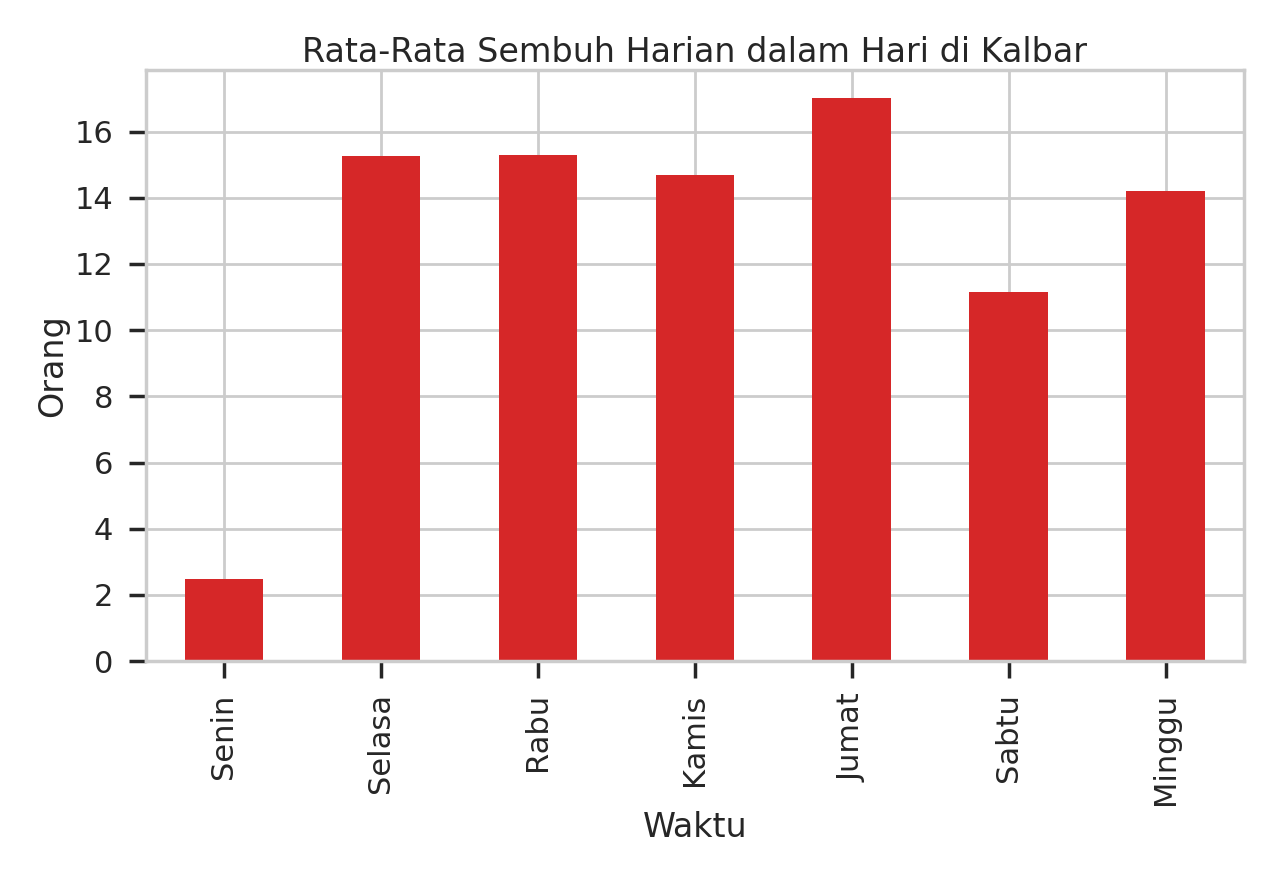 Rata-Rata Sembuh Harian dalam Hari di Kalbar
Orang
16
14
12
10
8
6
4
2
0
Senin
Selasa
Rabu
Kamis
Jumat
Sabtu
Minggu
Waktu